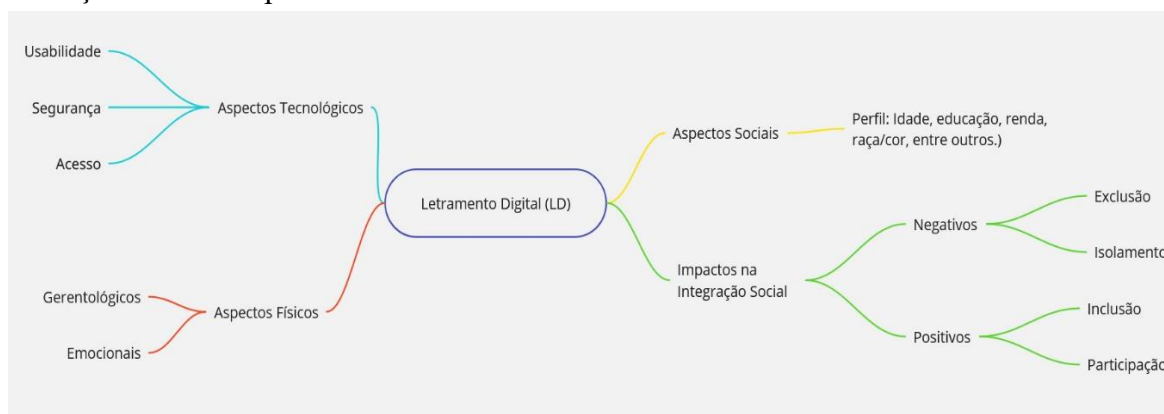 Usabilidade
Segurança
Acesso
Aspectos Tecnológicos
Gerentológicos
Emocionais
Aspectos Físicos
Letramento Digital (LD)
Aspectos Sociais
Perfil: Idade, educação, renda,
raça/cor, entre outros.)
Impactos na
Integração Social
Negativos
Exclusão
Isolamento
Positivos
Inclusão
Participação